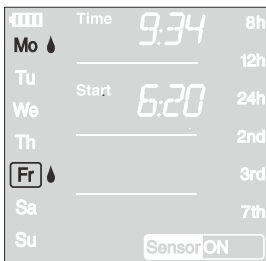 Time 9:34 8h
Mo
12h
Tu
Start 6:20 24h
We
Th 2nd
Fr 3rd
Sa 7th
Su Sensor ON